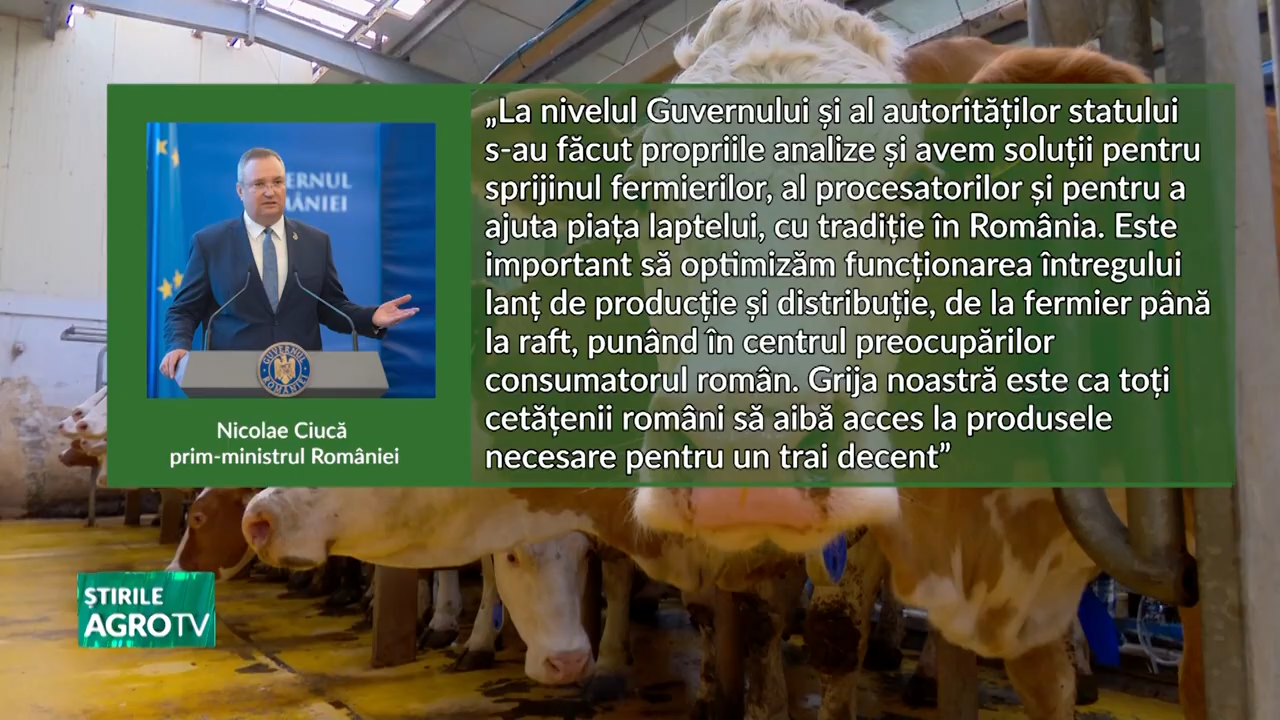 „La nivelul Guvernului și al autorităților statului
s-au făcut propriile analize și avem soluții pentru
sprijinul fermierilor, al procesatorilor și pentru a
ajuta piața laptelui, cu tradiție în România. Este
important să optimizăm funcționarea întregului
lanț de producție și distribuție, de la fermier până
la raft, punând în centrul preocupărilor
consumatorul român. Grija noastră este ca toți
cetățenii români să aibă acces la produsele
necesare pentru un trai decent”
ERNUL
MÂNIEI
GUVERNUL
Nicolae Ciucă
prim-ministrul României
ȘTIRILE
AGROTV